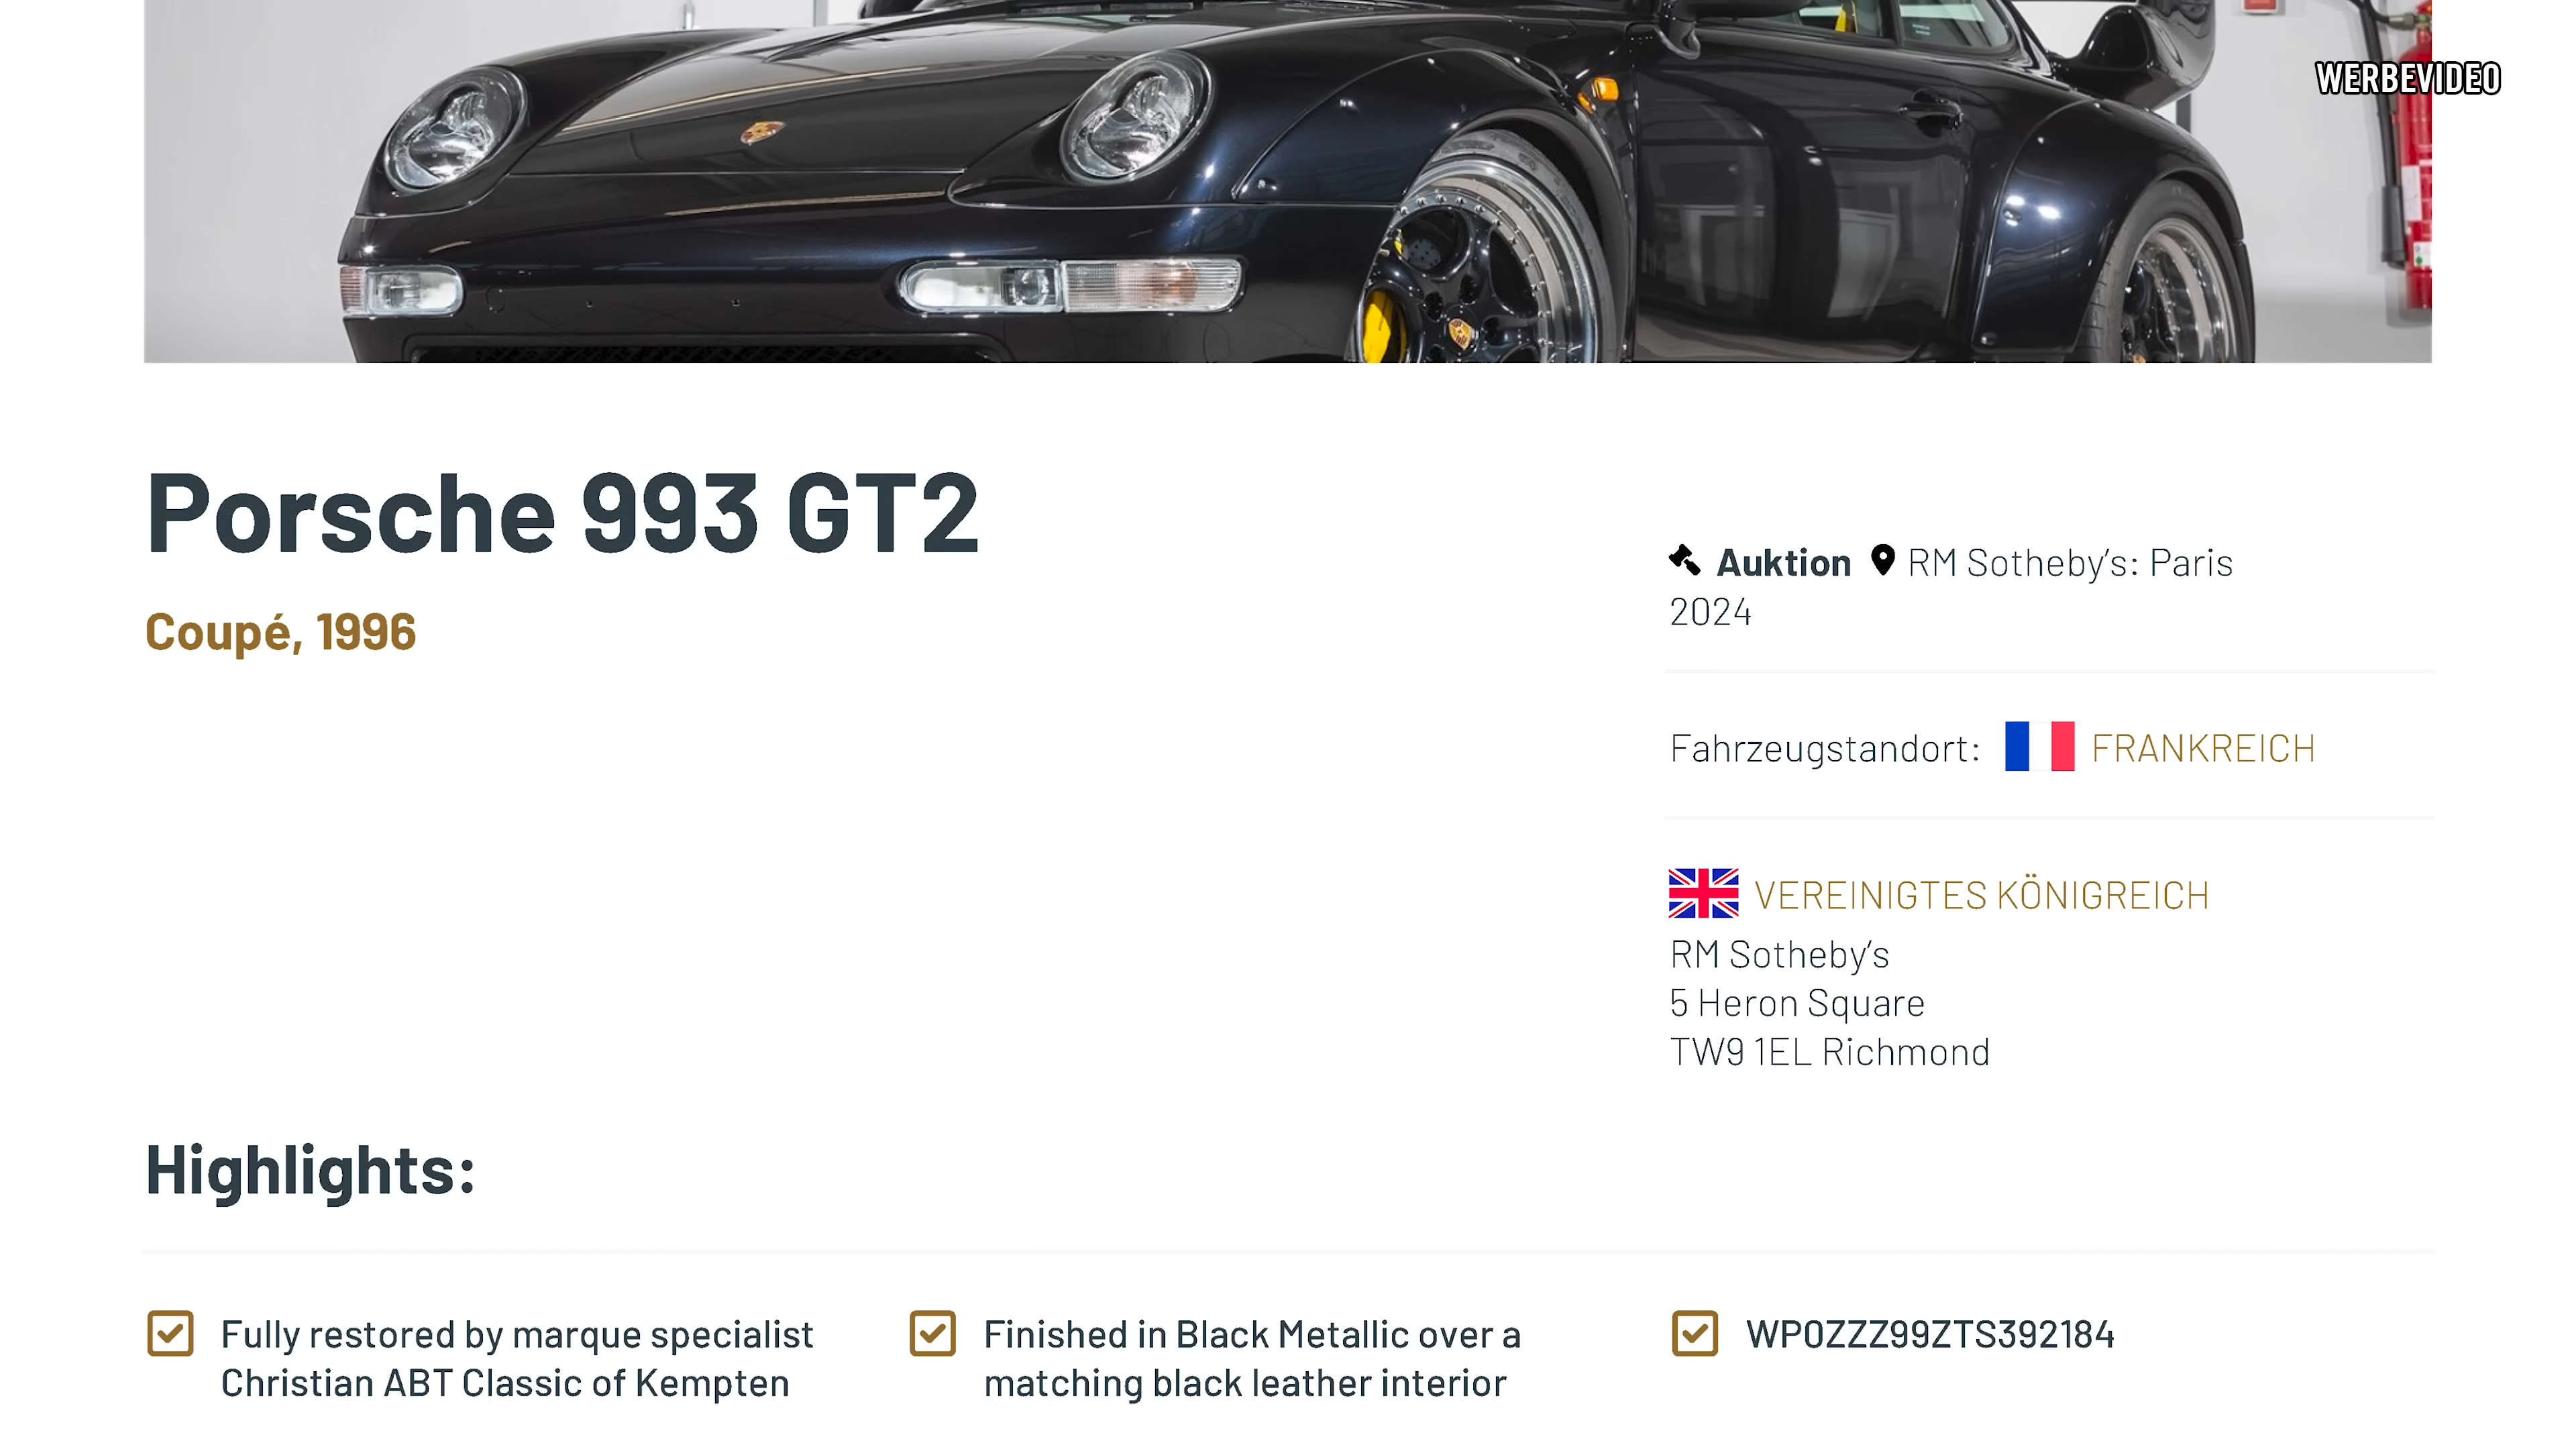 WERBEVIDEO
Porsche 993 GT2
Coupé, 1996
Auktion RM Sotheby's: Paris
2024
Fahrzeugstandort: FRANKREICH
VEREINIGTES KÖNIGREICH
RM Sotheby's
5 Heron Square
TW9 1EL Richmond
Highlights:
Fully restored by marque specialist
Christian ABT Classic of Kempten
Finished in Black Metallic over a
matching black leather interior
WP0ZZZ99ZTS392184